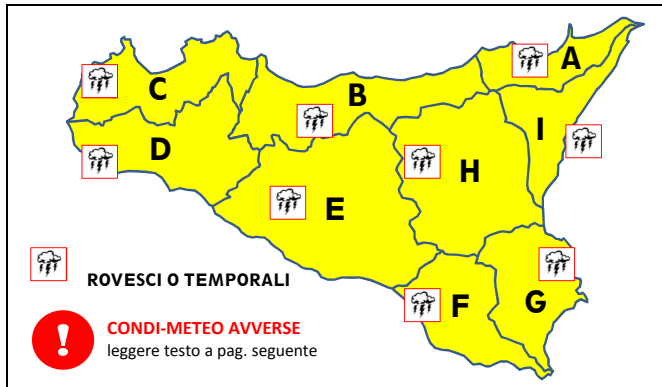 A
C
B
I
D
H
E
ROVESCI O TEMPORALI
F
G
!
CONDI-METEO AVVERSE
leggere testo a pag. seguente